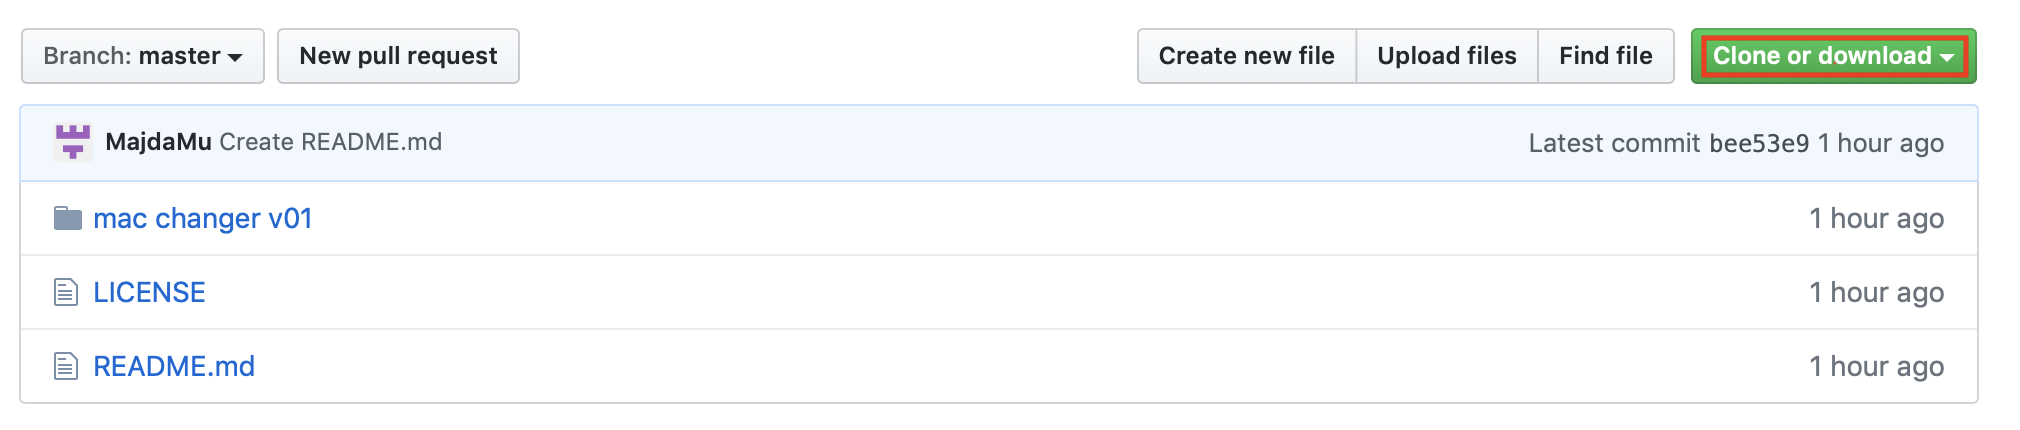 Branch: master New pull request Create new file Upload files Find file Clone or download
MajdaMu Create README.md Latest commit bee53e9 1 hour ago
mac changer v01 1 hour ago
LICENSE 1 hour ago
README.md 1 hour ago